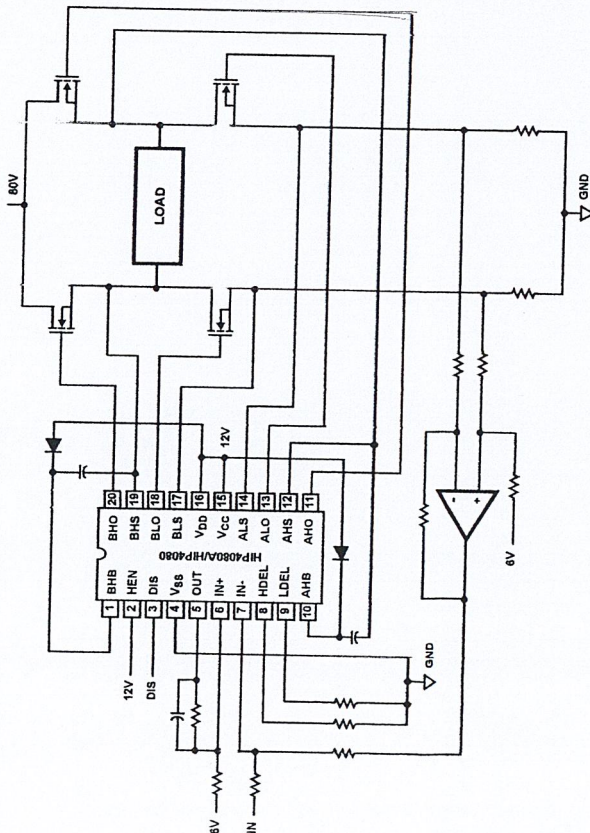 80V
LOAD
GND
12V
20 BHO
19 BHS
18 BLO
17 BLS
16 VDD
15 VCC
14 ALS
13 ALO
12 AHS
11 AHO
HIP4080A/HIP4080
BHB 1
HEN 2
DIS 3
VSS 4
OUT 5
IN+ 6
IN- 7
HDEL 8
LDEL 9
AHB 10
12V
DIS
GND
6V
IN
-
+
6V